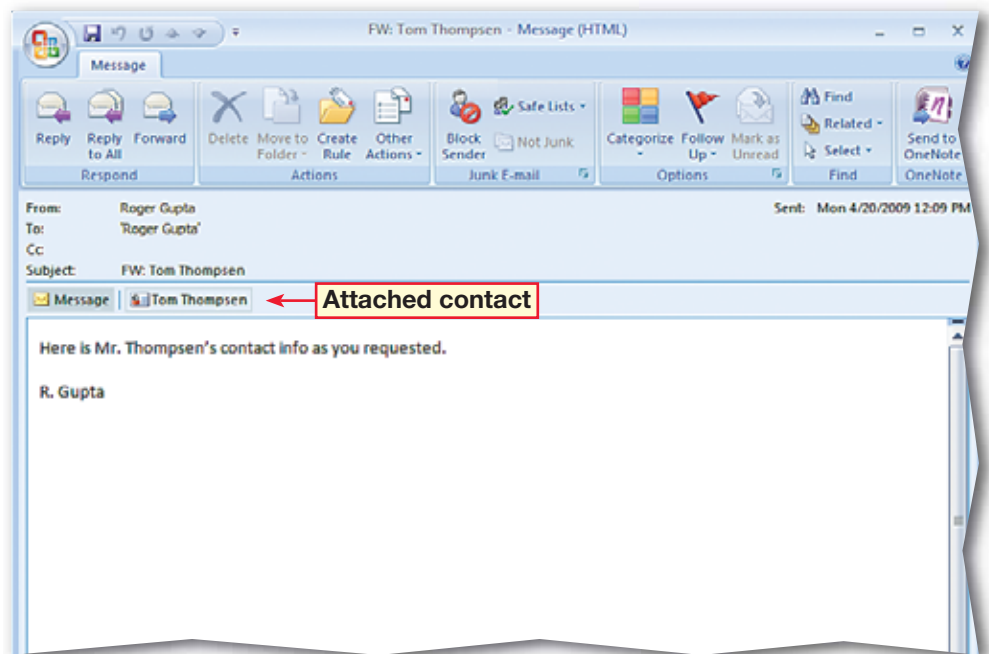 FW: Tom Thompsen - Message (HTML)
Message
Reply
Reply to All
Forward
Respond
Delete
Move to Folder
Create Rule
Other Actions
Actions
Block Sender
Safe Lists
Not Junk
Junk E-mail
Categorize
Follow Up
Mark as Unread
Options
Find
Related
Select
Find
Send to OneNote
OneNote
From: Roger Gupta
Sent: Mon 4/20/2009 12:09 PM
To: 'Roger Gupta'
Cc:
Subject: FW: Tom Thompsen
Message
Tom Thompsen
Attached contact
Here is Mr. Thompsen's contact info as you requested.
R. Gupta